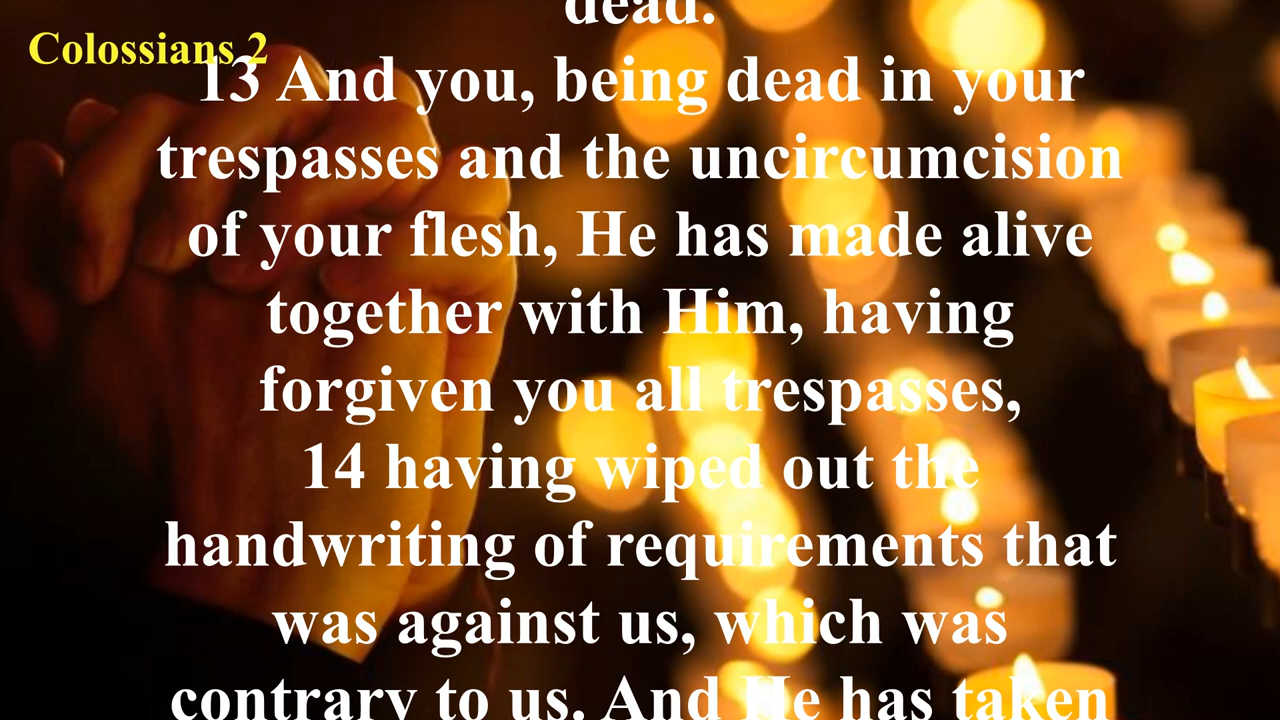 dead.
Colossians 2
13 And you, being dead in your
trespasses and the uncircumcision
of your flesh, He has made alive
together with Him, having
forgiven you all trespasses,
14 having wiped out the
handwriting of requirements that
was against us, which was
contrary to us. And He has taken